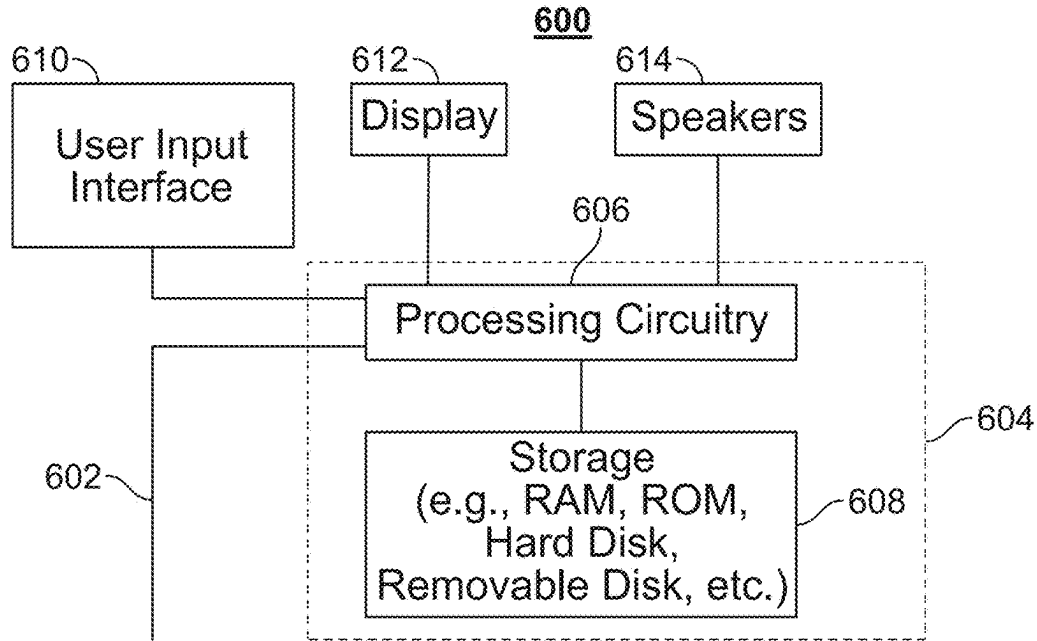 600
610
612
614
User Input
Interface
Display
Speakers
606
Processing Circuitry
604
602
Storage
(e.g., RAM, ROM,
Hard Disk,
Removable Disk, etc.)
608